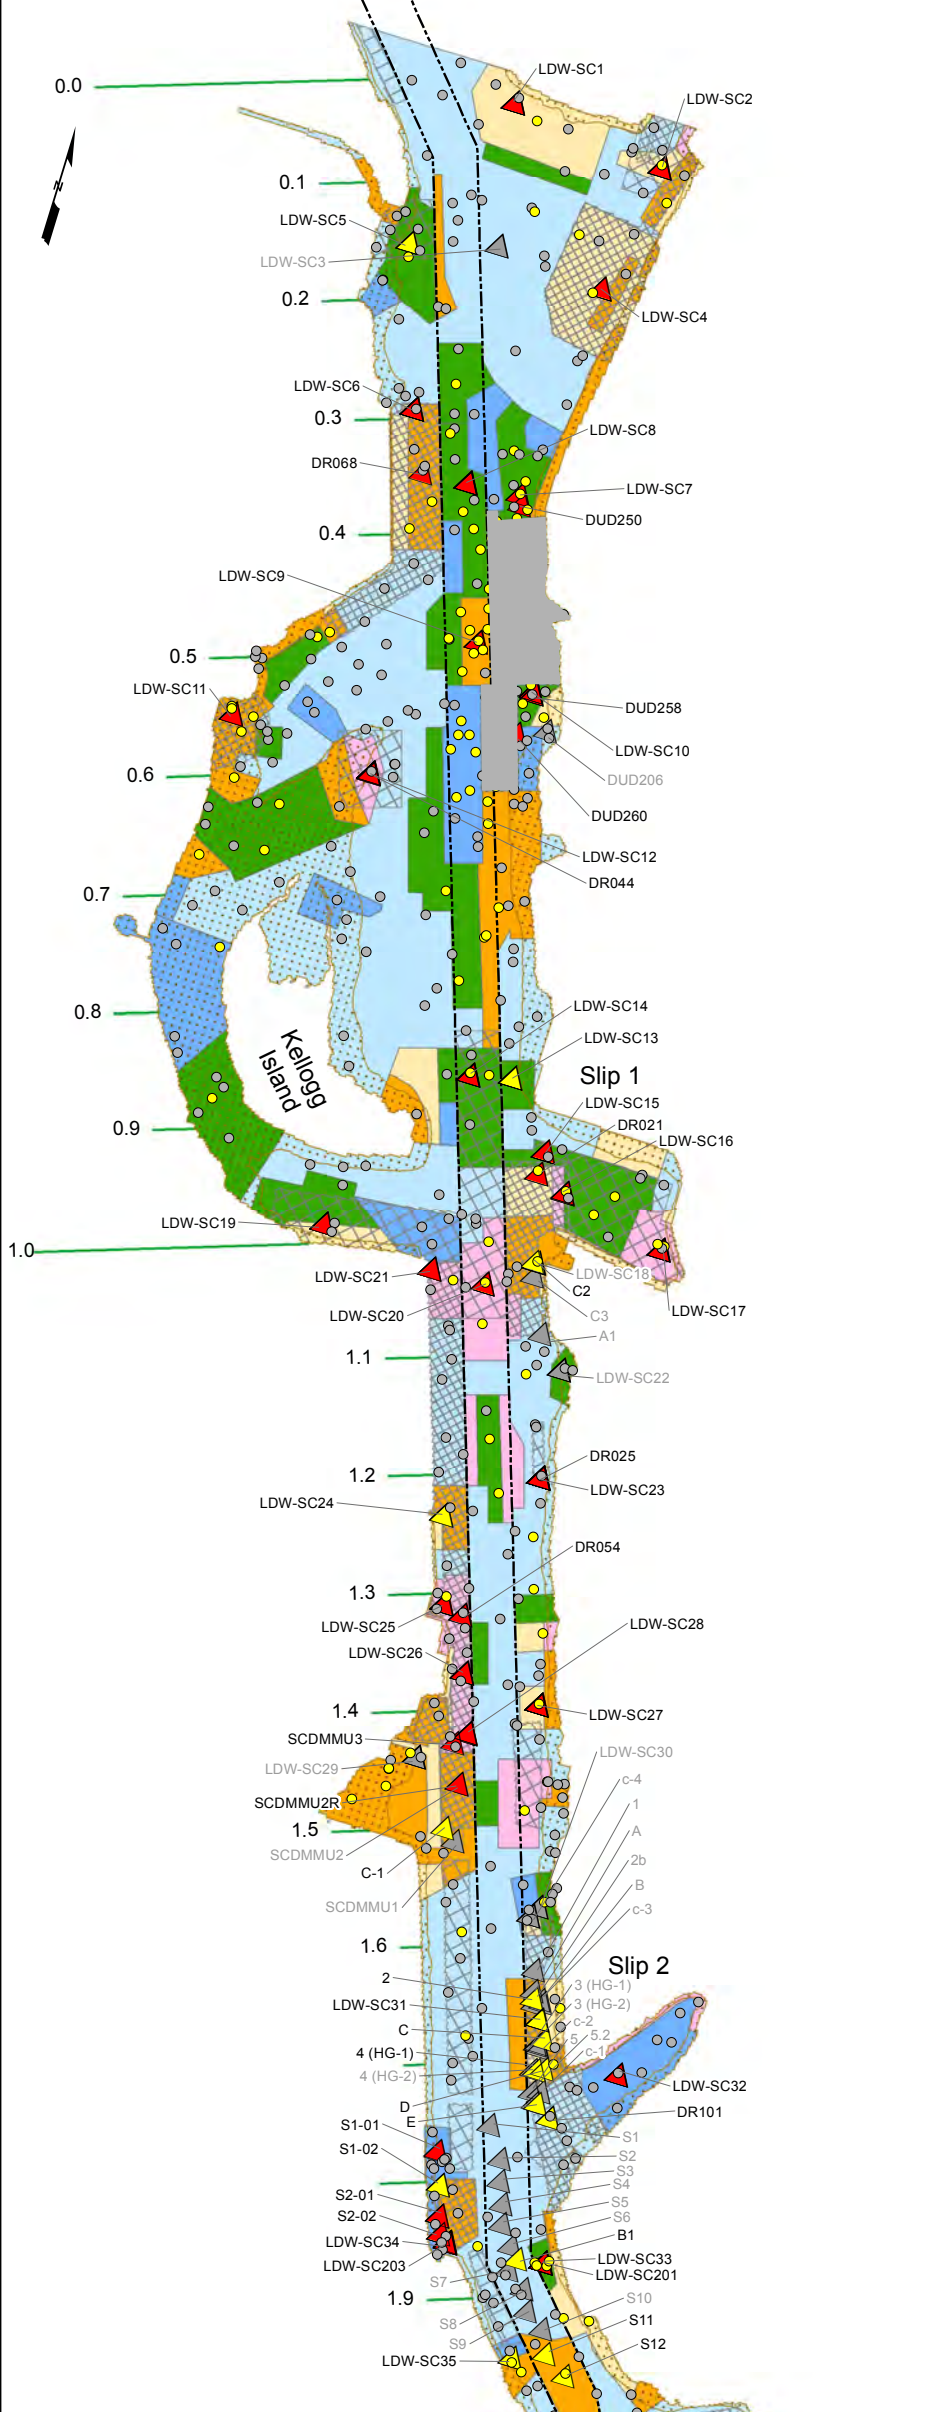 LDW-SC1
0.0
LDW-SC2
N
0.1
LDW-SC5
LDW-SC3
0.2
LDW-SC4
LDW-SC6
0.3
LDW-SC8
DR068
LDW-SC7
DUD250
0.4
LDW-SC9
0.5
LDW-SC11
DUD258
LDW-SC10
0.6
DUD206
DUD260
LDW-SC12
DR044
0.7
0.8
LDW-SC14
LDW-SC13
Kellogg
Island
Slip 1
LDW-SC15
DR021
0.9
LDW-SC16
LDW-SC19
1.0
LDW-SC21
LDW-SC18
C2
LDW-SC20
LDW-SC17
C3
A1
1.1
LDW-SC22
DR025
1.2
LDW-SC23
LDW-SC24
DR054
1.3
LDW-SC25
LDW-SC28
LDW-SC26
1.4
LDW-SC27
SCDMMU3
LDW-SC29
LDW-SC30
c-4
SCDMMU2R
1
1.5
A
SCDMMU2
2b
C-1
B
SCDMMU1
c-3
1.6
Slip 2
2
3 (HG-1)
LDW-SC31
3 (HG-2)
c-2
C
5
5.2
4 (HG-1)
c-1
4 (HG-2)
LDW-SC32
D
DR101
E
S1-01
S1
S1-02
S2
S3
S4
S2-01
S5
S2-02
S6
B1
LDW-SC34
LDW-SC33
LDW-SC203
LDW-SC201
S7
1.9
S10
S8
S11
S9
S12
LDW-SC35